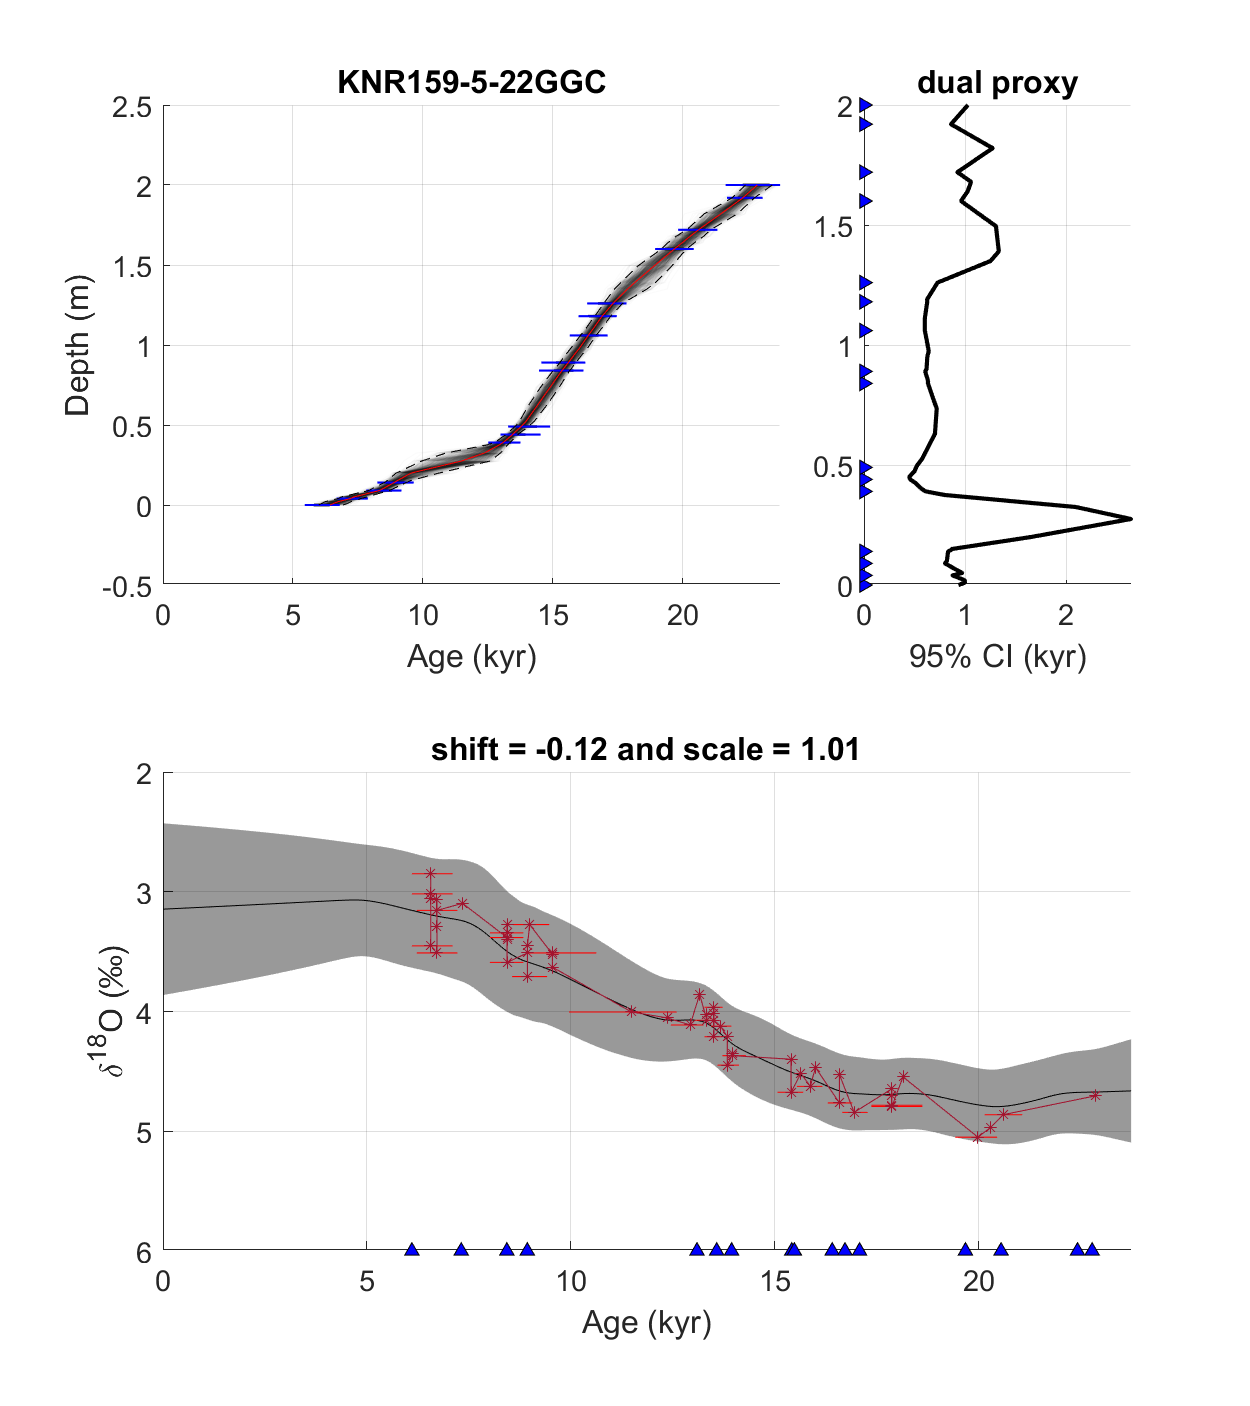 KNR159-5-22GGC
2.5
2
1.5
1
0.5
0
-0.5
0 5 10 15 20
Depth (m)
Age (kyr)
dual proxy
2
1.5
1
0.5
0
0 1 2
95% CI (kyr)
shift = -0.12 and scale = 1.01
2
3
4
5
6
0 5 10 15 20
δ18O (‰)
Age (kyr)